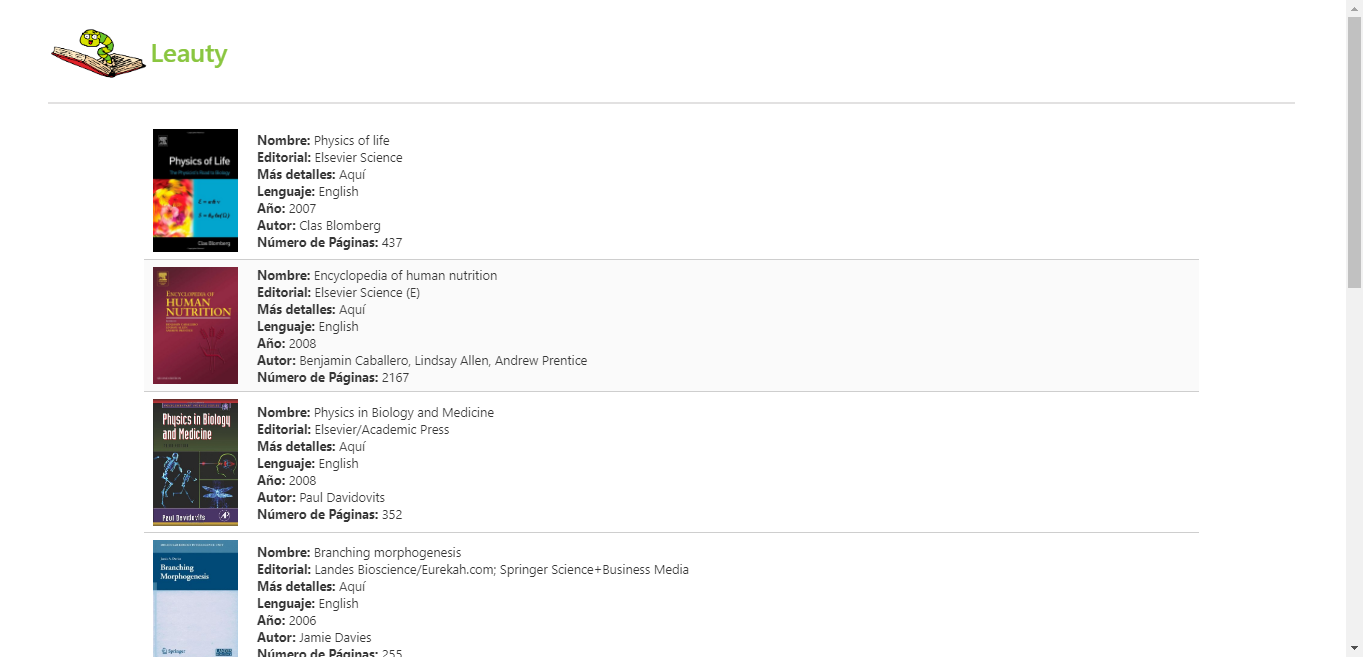 Leauty
Physics of Life
Clas Blomberg
Nombre: Physics of life
Editorial: Elsevier Science
Más detalles: Aquí
Lenguaje: English
Año: 2007
Autor: Clas Blomberg
Número de Páginas: 437
ENCYCLOPEDIA OF
HUMAN
NUTRITION
Nombre: Encyclopedia of human nutrition
Editorial: Elsevier Science (E)
Más detalles: Aquí
Lenguaje: English
Año: 2008
Autor: Benjamin Caballero, Lindsay Allen, Andrew Prentice
Número de Páginas: 2167
Physics in Biology
and Medicine
Paul Davidovits
Nombre: Physics in Biology and Medicine
Editorial: Elsevier/Academic Press
Más detalles: Aquí
Lenguaje: English
Año: 2008
Autor: Paul Davidovits
Número de Páginas: 352
Branching
Morphogenesis
Springer
Nombre: Branching morphogenesis
Editorial: Landes Bioscience/Eurekah.com; Springer Science+Business Media
Más detalles: Aquí
Lenguaje: English
Año: 2006
Autor: Jamie Davies
Número de Páginas: 255